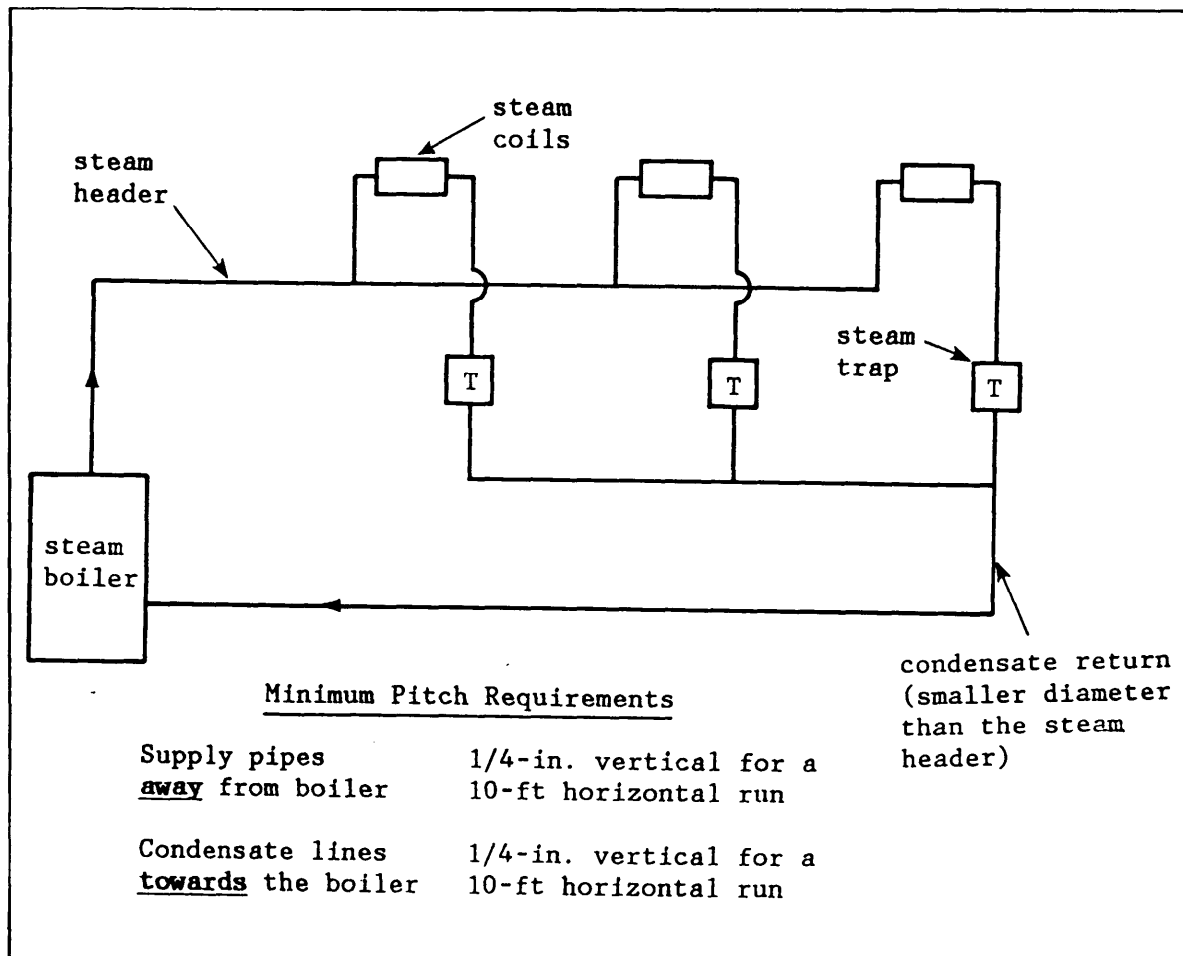 steam
coils
steam
header
steam
trap
T
T
T
steam
boiler
condensate return
(smaller diameter
than the steam
header)
Minimum Pitch Requirements
Supply pipes 1/4-in. vertical for a
away from boiler 10-ft horizontal run
Condensate lines 1/4-in. vertical for a
towards the boiler 10-ft horizontal run